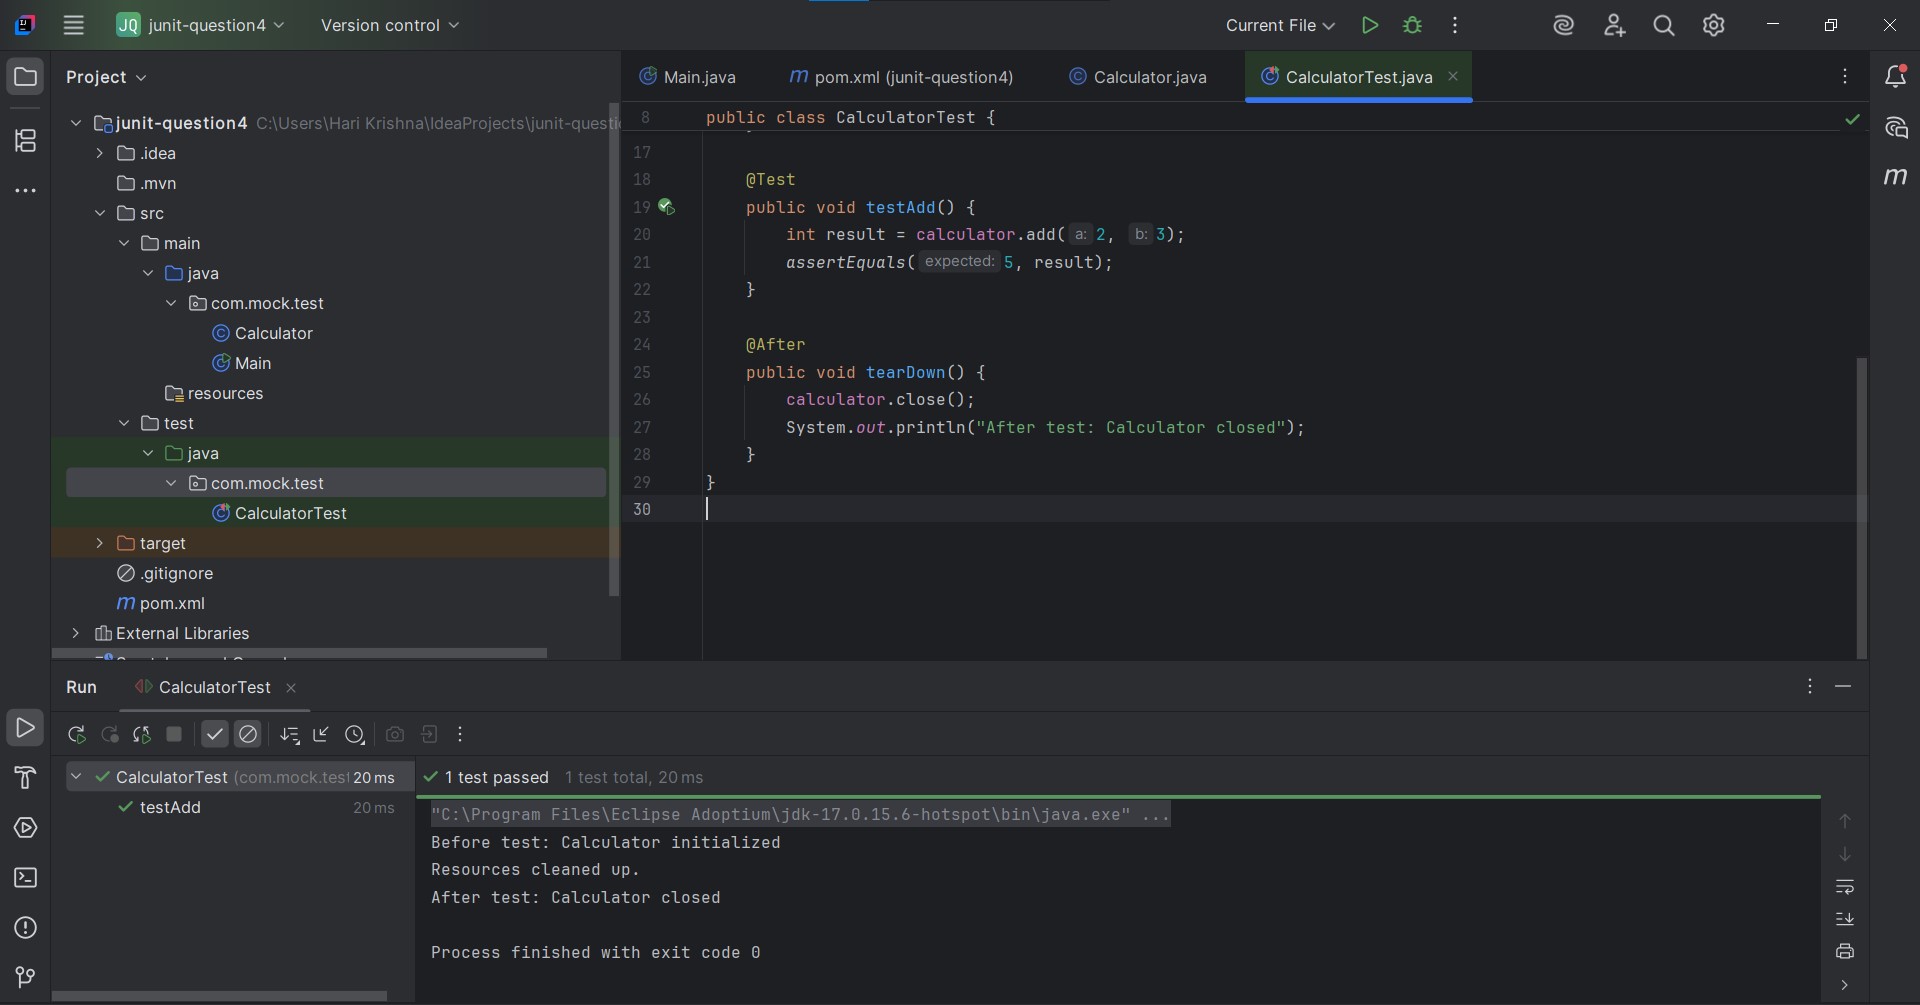 JQ junit-question4 Version control Current File
Project
Main.java pom.xml (junit-question4) Calculator.java CalculatorTest.java
junit-question4 C:\Users\Hari Krishna\IdeaProjects\junit-questi
.idea
.mvn
src
main
java
com.mock.test
Calculator
Main
resources
test
java
com.mock.test
CalculatorTest
target
.gitignore
pom.xml
External Libraries
8 public class CalculatorTest {
17
18 @Test
19 public void testAdd() {
20 int result = calculator.add( a: 2, b: 3);
21 assertEquals( expected: 5, result);
22 }
23
24 @After
25 public void tearDown() {
26 calculator.close();
27 System.out.println("After test: Calculator closed");
28 }
29 }
30
Run CalculatorTest
CalculatorTest (com.mock.test 20 ms
testAdd 20 ms
1 test passed 1 test total, 20 ms
"C:\Program Files\Eclipse Adoptium\jdk-17.0.15.6-hotspot\bin\java.exe" ...
Before test: Calculator initialized
Resources cleaned up.
After test: Calculator closed
Process finished with exit code 0